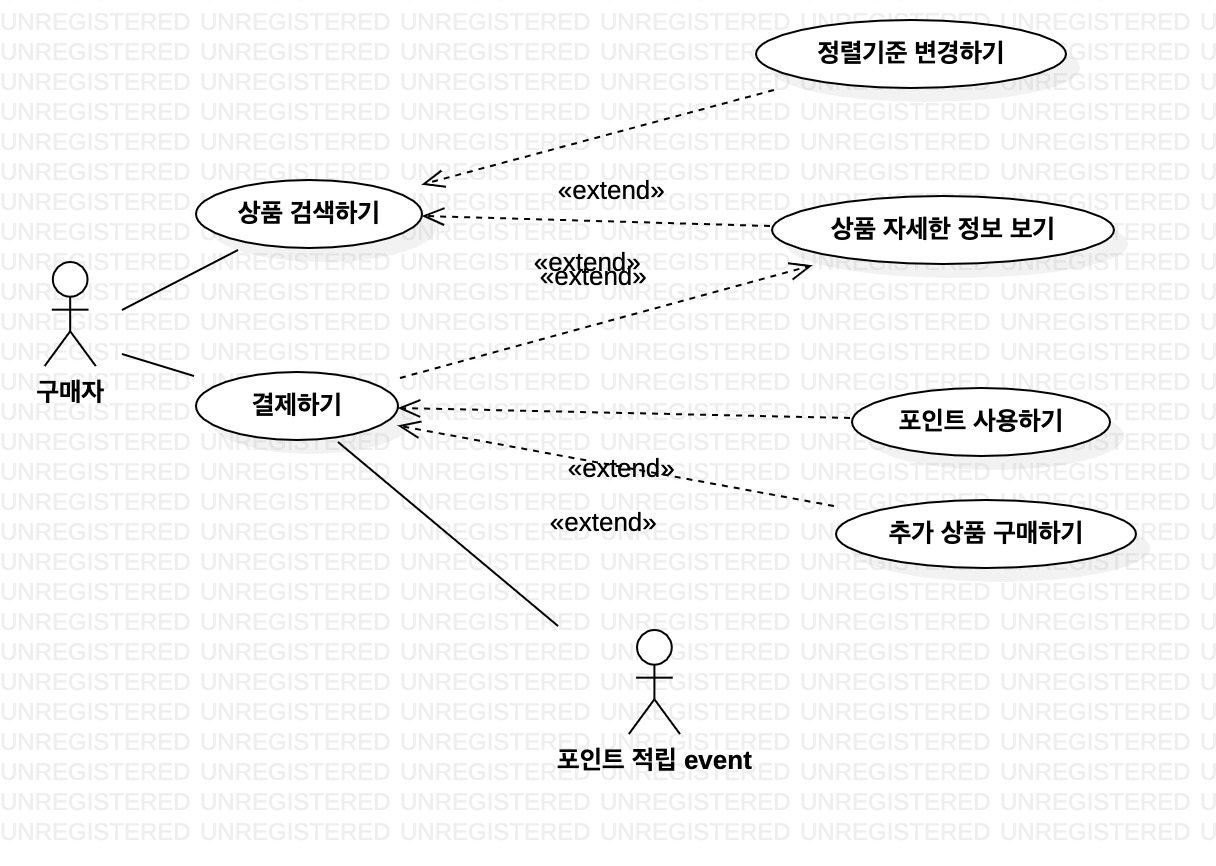 정렬기준 변경하기
«extend»
상품 검색하기
상품 자세한 정보 보기
«extend»
«extend»
구매자
결제하기
포인트 사용하기
«extend»
«extend»
추가 상품 구매하기
포인트 적립 event
UNREGISTERED UNREGISTERED UNREGISTERED UNREGISTERED UNREGISTERED UNREGISTERED U